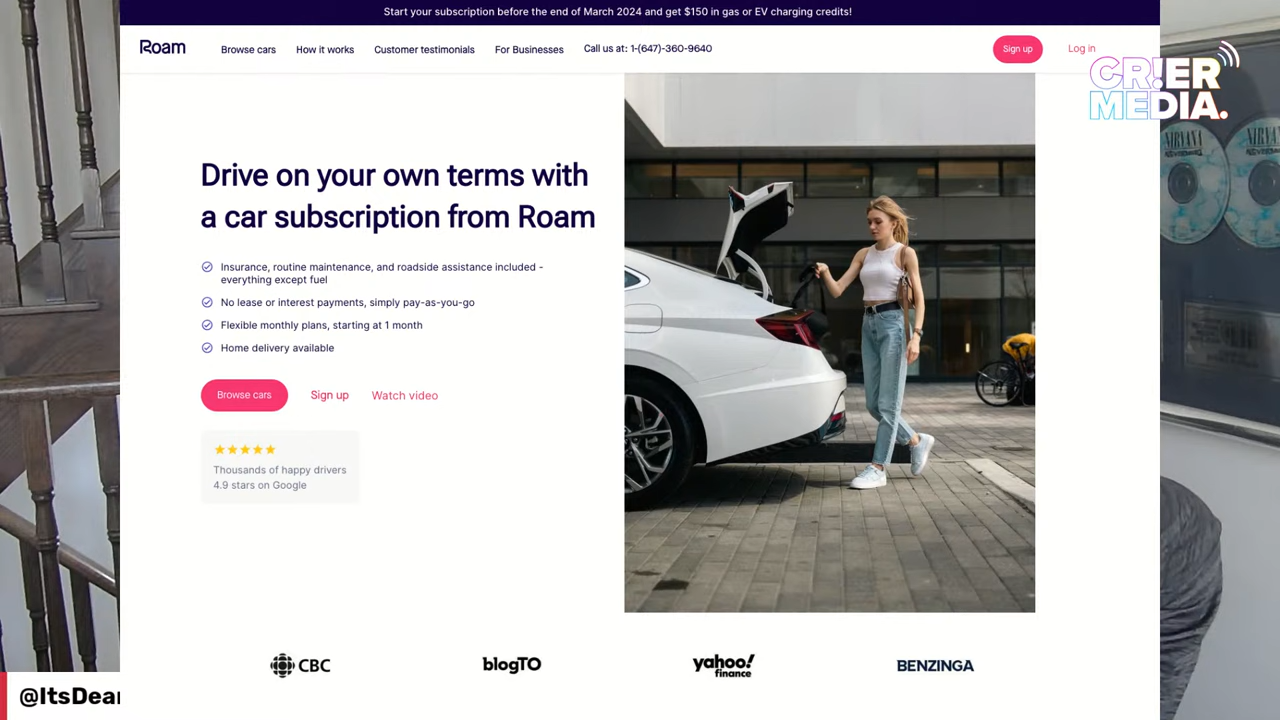 Start your subscription before the end of March 2024 and get $150 in gas or EV charging credits!
Roam
Browse cars
How it works
Customer testimonials
For Businesses
Call us at: 1-(647)-360-9640
Sign up
Log in
CR!ER
MEDIA.
NIRVANA
NIRVANA
Drive on your own terms with
a car subscription from Roam
Insurance, routine maintenance, and roadside assistance included -
everything except fuel
No lease or interest payments, simply pay-as-you-go
Flexible monthly plans, starting at 1 month
Home delivery available
Browse cars
Sign up
Watch video
Thousands of happy drivers
4.9 stars on Google
CBC
blogTO
yahoo!
finance
BENZINGA
@ItsDea